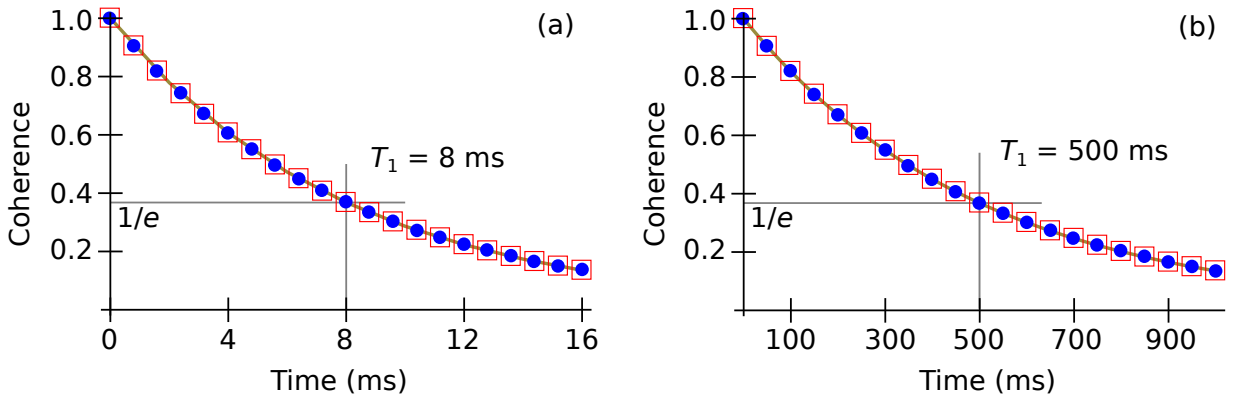 (a)
Coherence
1.0
0.8
0.6
0.4
0.2
T₁ = 8 ms
1/e
0 4 8 12 16
Time (ms)
(b)
Coherence
1.0
0.8
0.6
0.4
0.2
T₁ = 500 ms
1/e
100 300 500 700 900
Time (ms)